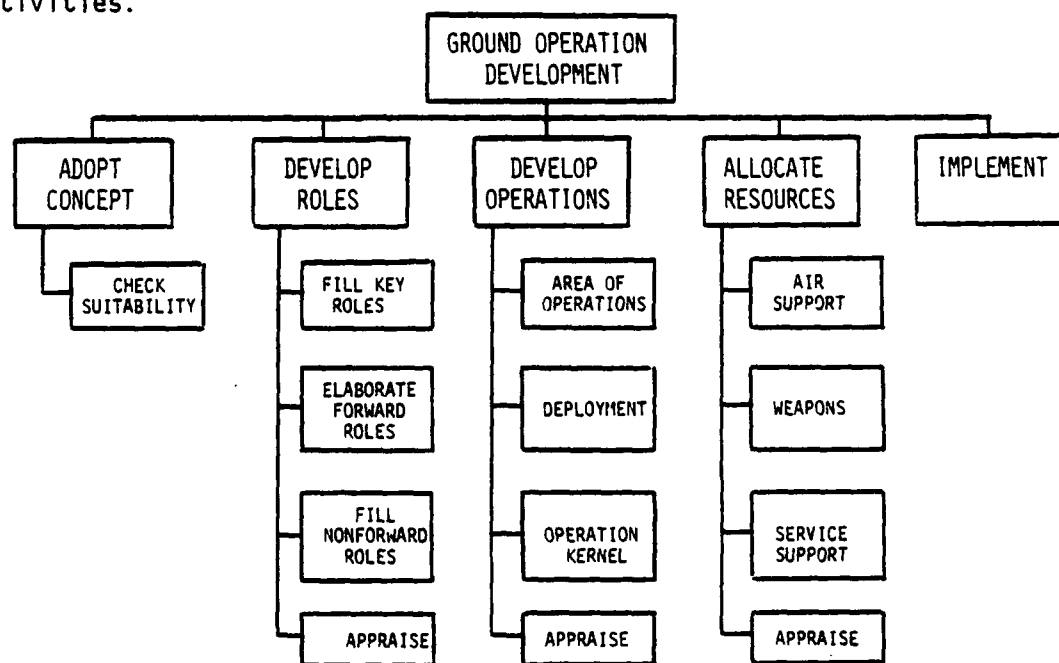 tivities.
GROUND OPERATION
DEVELOPMENT
ADOPT
CONCEPT
DEVELOP
ROLES
DEVELOP
OPERATIONS
ALLOCATE
RESOURCES
IMPLEMENT
CHECK
SUITABILITY
FILL KEY
ROLES
AREA OF
OPERATIONS
AIR
SUPPORT
ELABORATE
FORWARD
ROLES
DEPLOYMENT
WEAPONS
FILL
NONFORWARD
ROLES
OPERATION
KERNEL
SERVICE
SUPPORT
APPRAISE
APPRAISE
APPRAISE